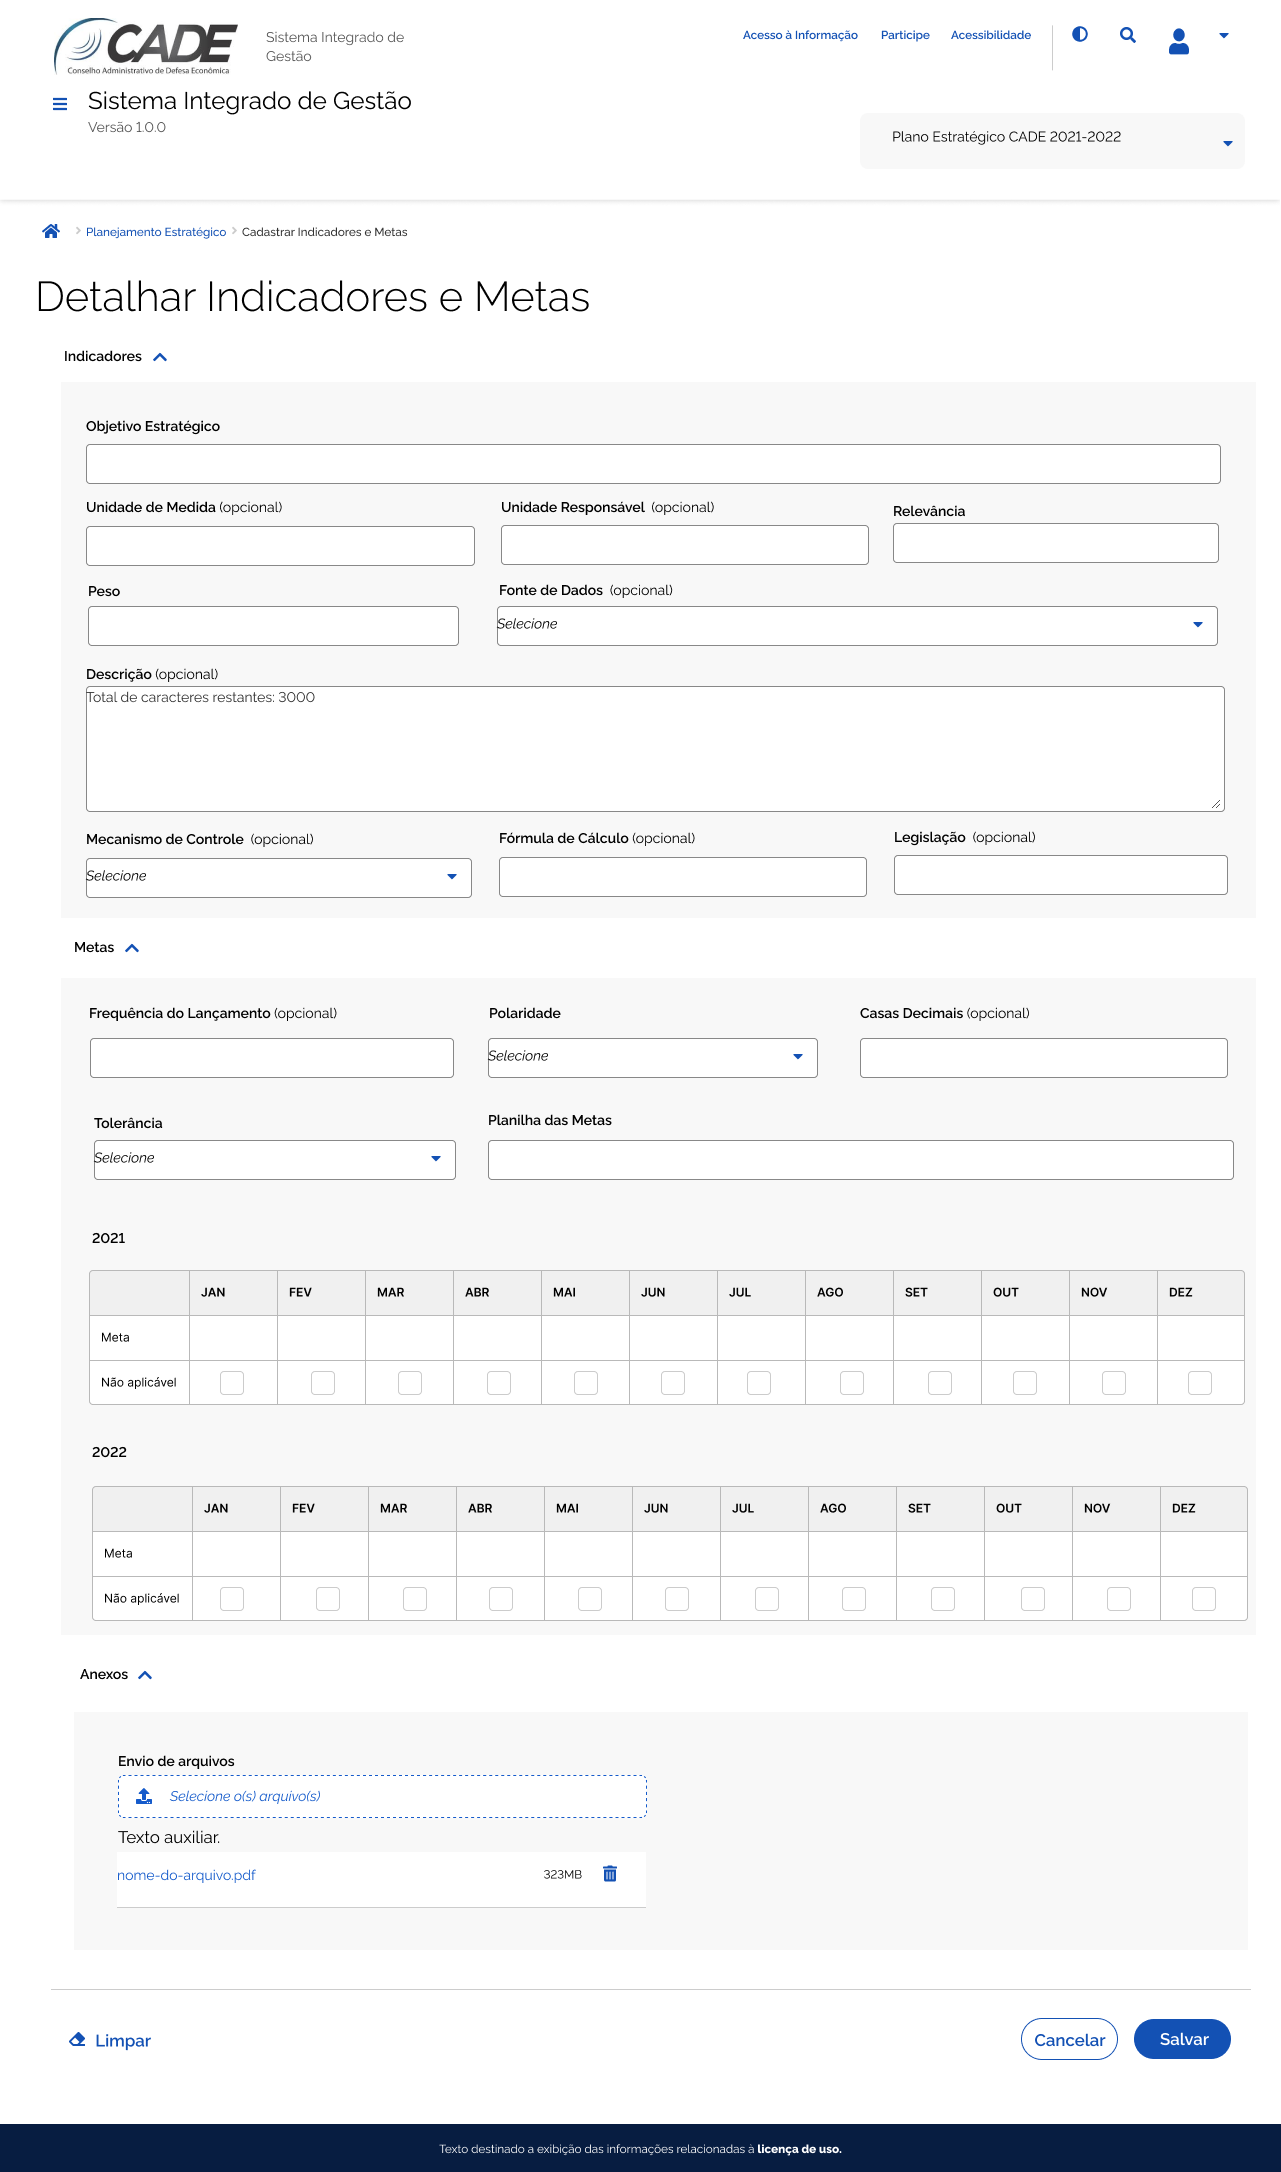 CADE
Conselho Administrativo de Defesa Econômica
Sistema Integrado de
Gestão
Acesso à Informação Participe Acessibilidade
Sistema Integrado de Gestão
Versão 1.0.0
Plano Estratégico CADE 2021-2022
Planejamento Estratégico Cadastrar Indicadores e Metas
Detalhar Indicadores e Metas
Indicadores
Objetivo Estratégico
Unidade de Medida (opcional) Unidade Responsável (opcional) Relevância
Peso Fonte de Dados (opcional)
Selecione
Descrição (opcional)
Total de caracteres restantes: 3000
Mecanismo de Controle (opcional) Fórmula de Cálculo (opcional) Legislação (opcional)
Selecione
Metas
Frequência do Lançamento (opcional) Polaridade Casas Decimais (opcional)
Selecione
Tolerância Planilha das Metas
Selecione
2021
JAN FEV MAR ABR MAI JUN JUL AGO SET OUT NOV DEZ
Meta
Não aplicável
2022
JAN FEV MAR ABR MAI JUN JUL AGO SET OUT NOV DEZ
Meta
Não aplicável
Anexos
Envio de arquivos
Selecione o(s) arquivo(s)
Texto auxiliar.
nome-do-arquivo.pdf 323MB
Limpar Cancelar Salvar
Texto destinado a exibição das informações relacionadas à licença de uso.